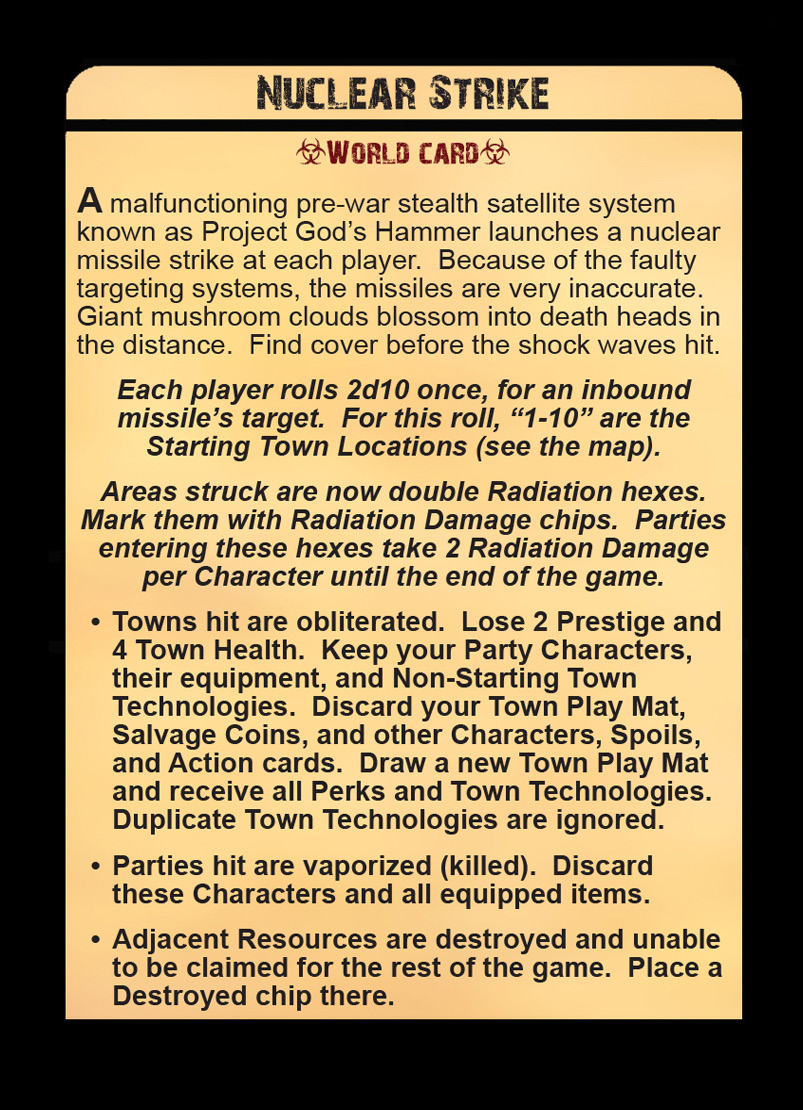 Nuclear Strike
World card
A malfunctioning pre-war stealth satellite system
known as Project God's Hammer launches a nuclear
missile strike at each player.  Because of the faulty
targeting systems, the missiles are very inaccurate.
Giant mushroom clouds blossom into death heads in
the distance.  Find cover before the shock waves hit.
Each player rolls 2d10 once, for an inbound
missile's target.  For this roll, “1-10” are the
Starting Town Locations (see the map).
Areas struck are now double Radiation hexes.
Mark them with Radiation Damage chips.  Parties
entering these hexes take 2 Radiation Damage
per Character until the end of the game.
• Towns hit are obliterated.  Lose 2 Prestige and
4 Town Health.  Keep your Party Characters,
their equipment, and Non-Starting Town
Technologies.  Discard your Town Play Mat,
Salvage Coins, and other Characters, Spoils,
and Action cards.  Draw a new Town Play Mat
and receive all Perks and Town Technologies.
Duplicate Town Technologies are ignored.
• Parties hit are vaporized (killed).  Discard
these Characters and all equipped items.
• Adjacent Resources are destroyed and unable
to be claimed for the rest of the game.  Place a
Destroyed chip there.